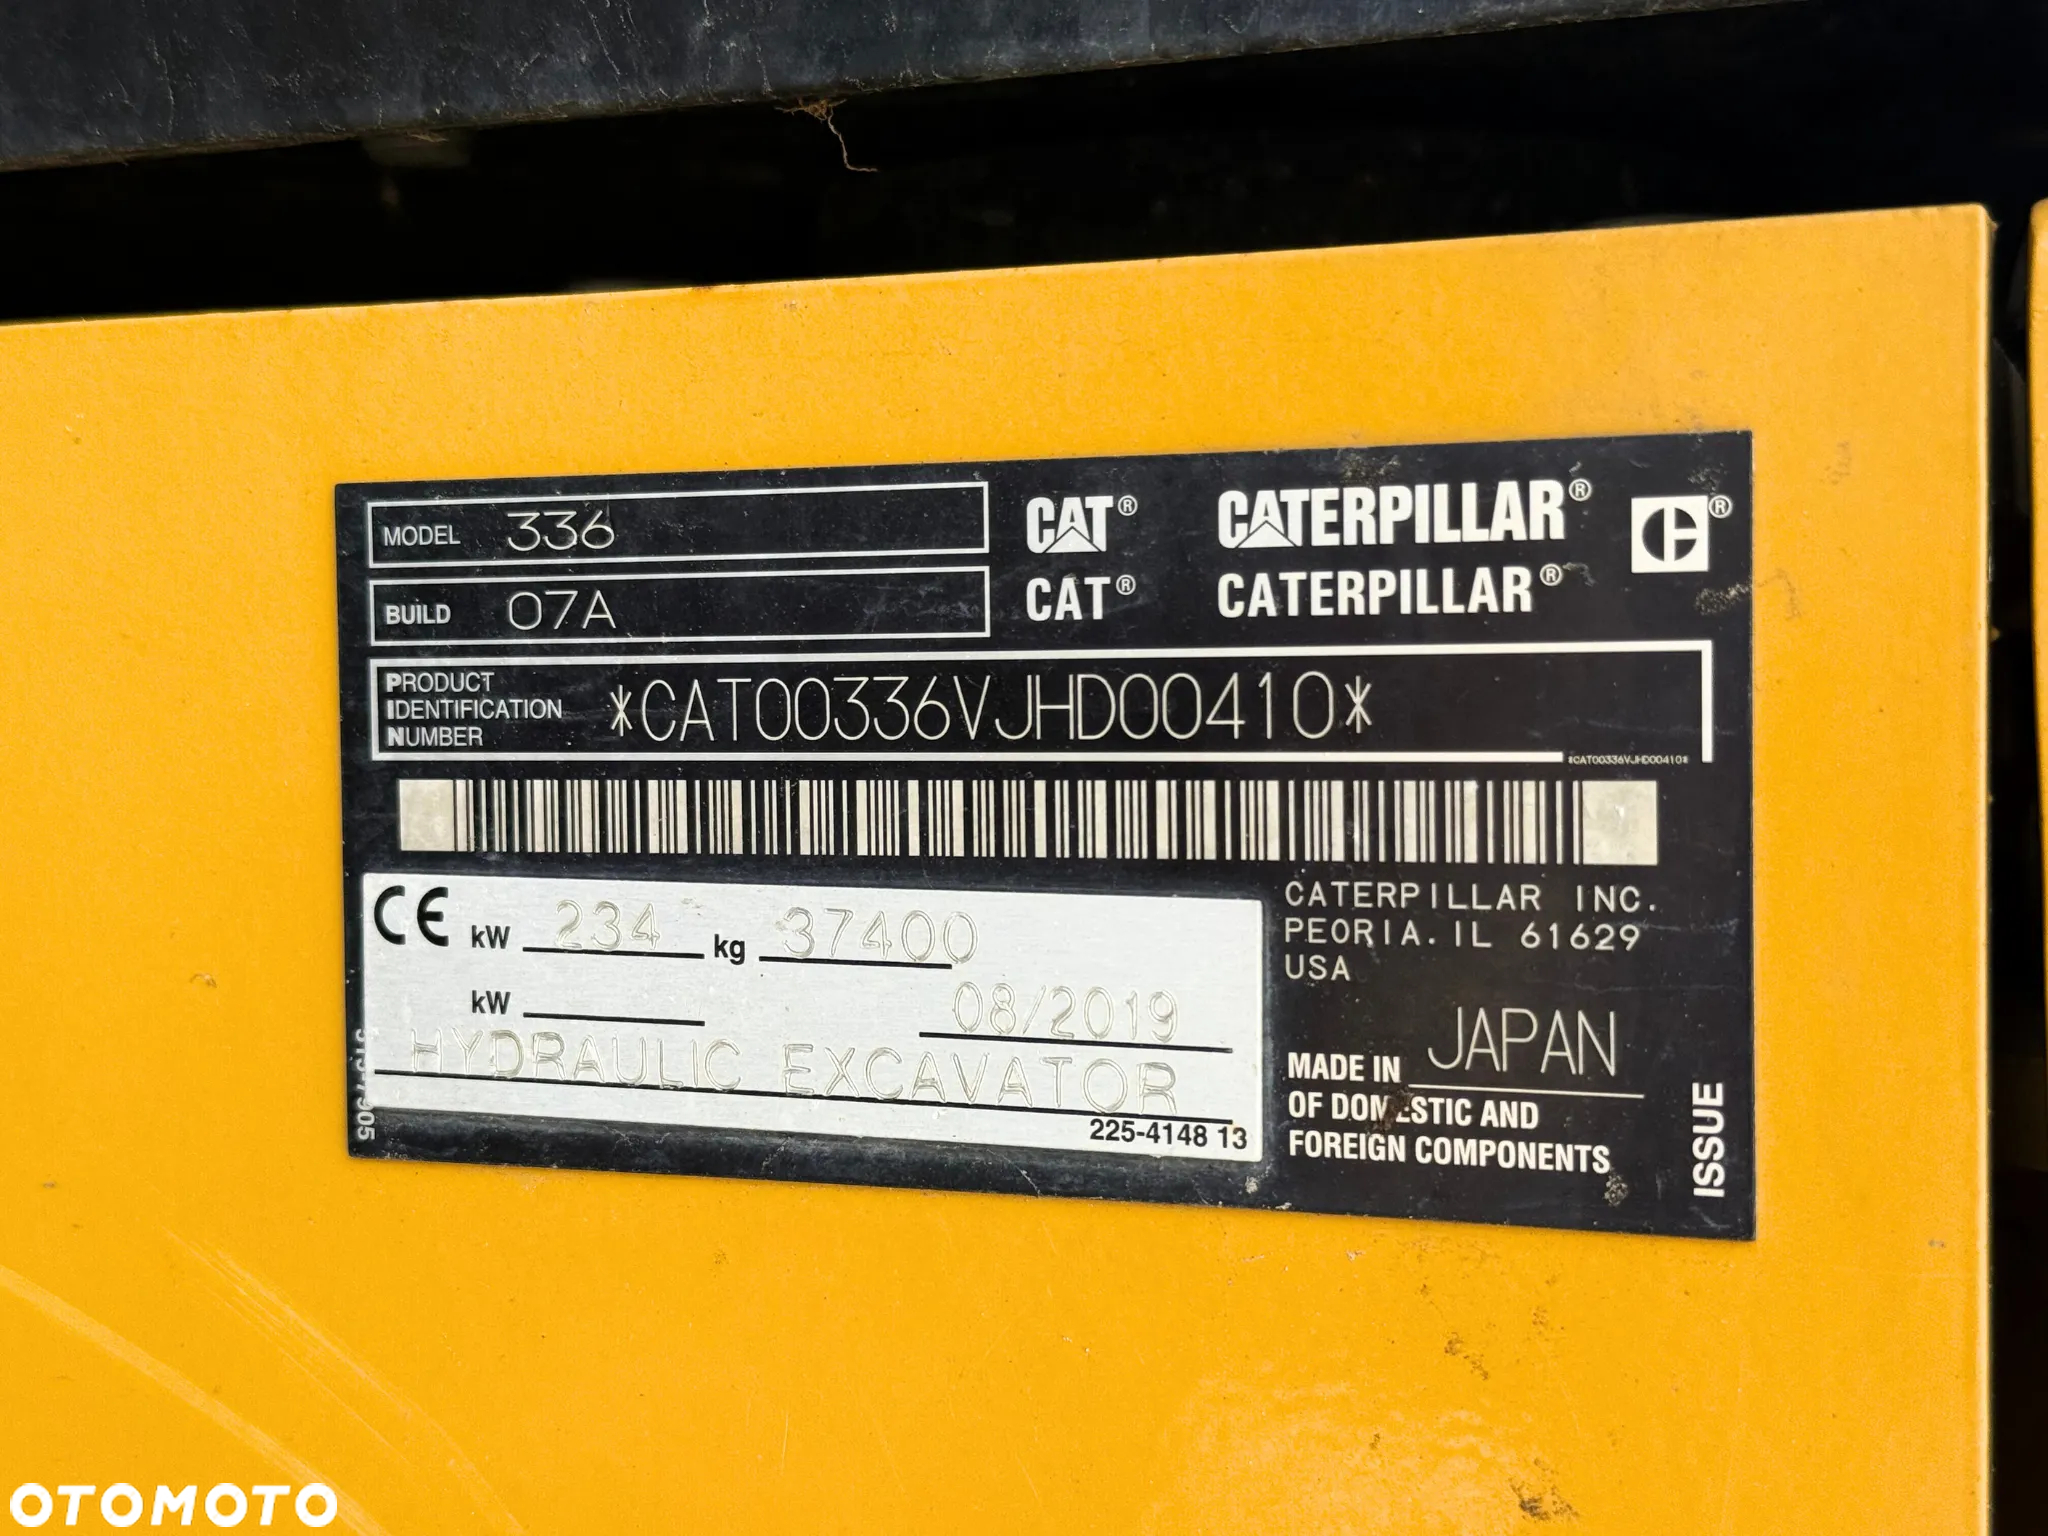 MODEL 336
CAT® CATERPILLAR®
BUILD 07A
CAT® CATERPILLAR®
PRODUCT
IDENTIFICATION
NUMBER
*CAT00336VJHD00410*
*CAT00336VJHD00410*
CE kW 234 kg 37400
kW 08/2019
HYDRAULIC EXCAVATOR
225-4148 13
CATERPILLAR INC.
PEORIA. IL 61629
USA
MADE IN JAPAN
OF DOMESTIC AND
FOREIGN COMPONENTS
ISSUE
OTOMOTO